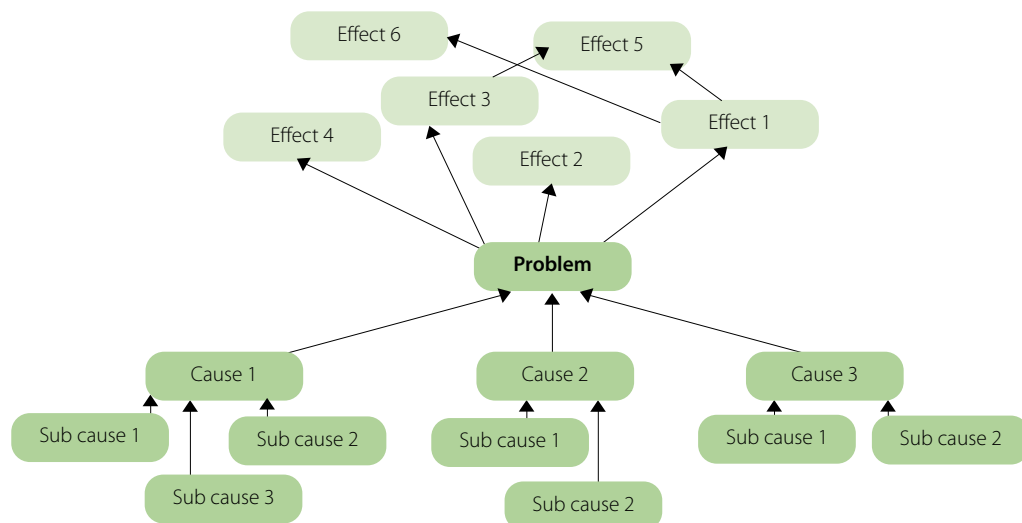 Effect 6
Effect 5
Effect 3
Effect 1
Effect 4
Effect 2
Problem
Cause 1
Cause 2
Cause 3
Sub cause 1
Sub cause 2
Sub cause 1
Sub cause 1
Sub cause 2
Sub cause 3
Sub cause 2